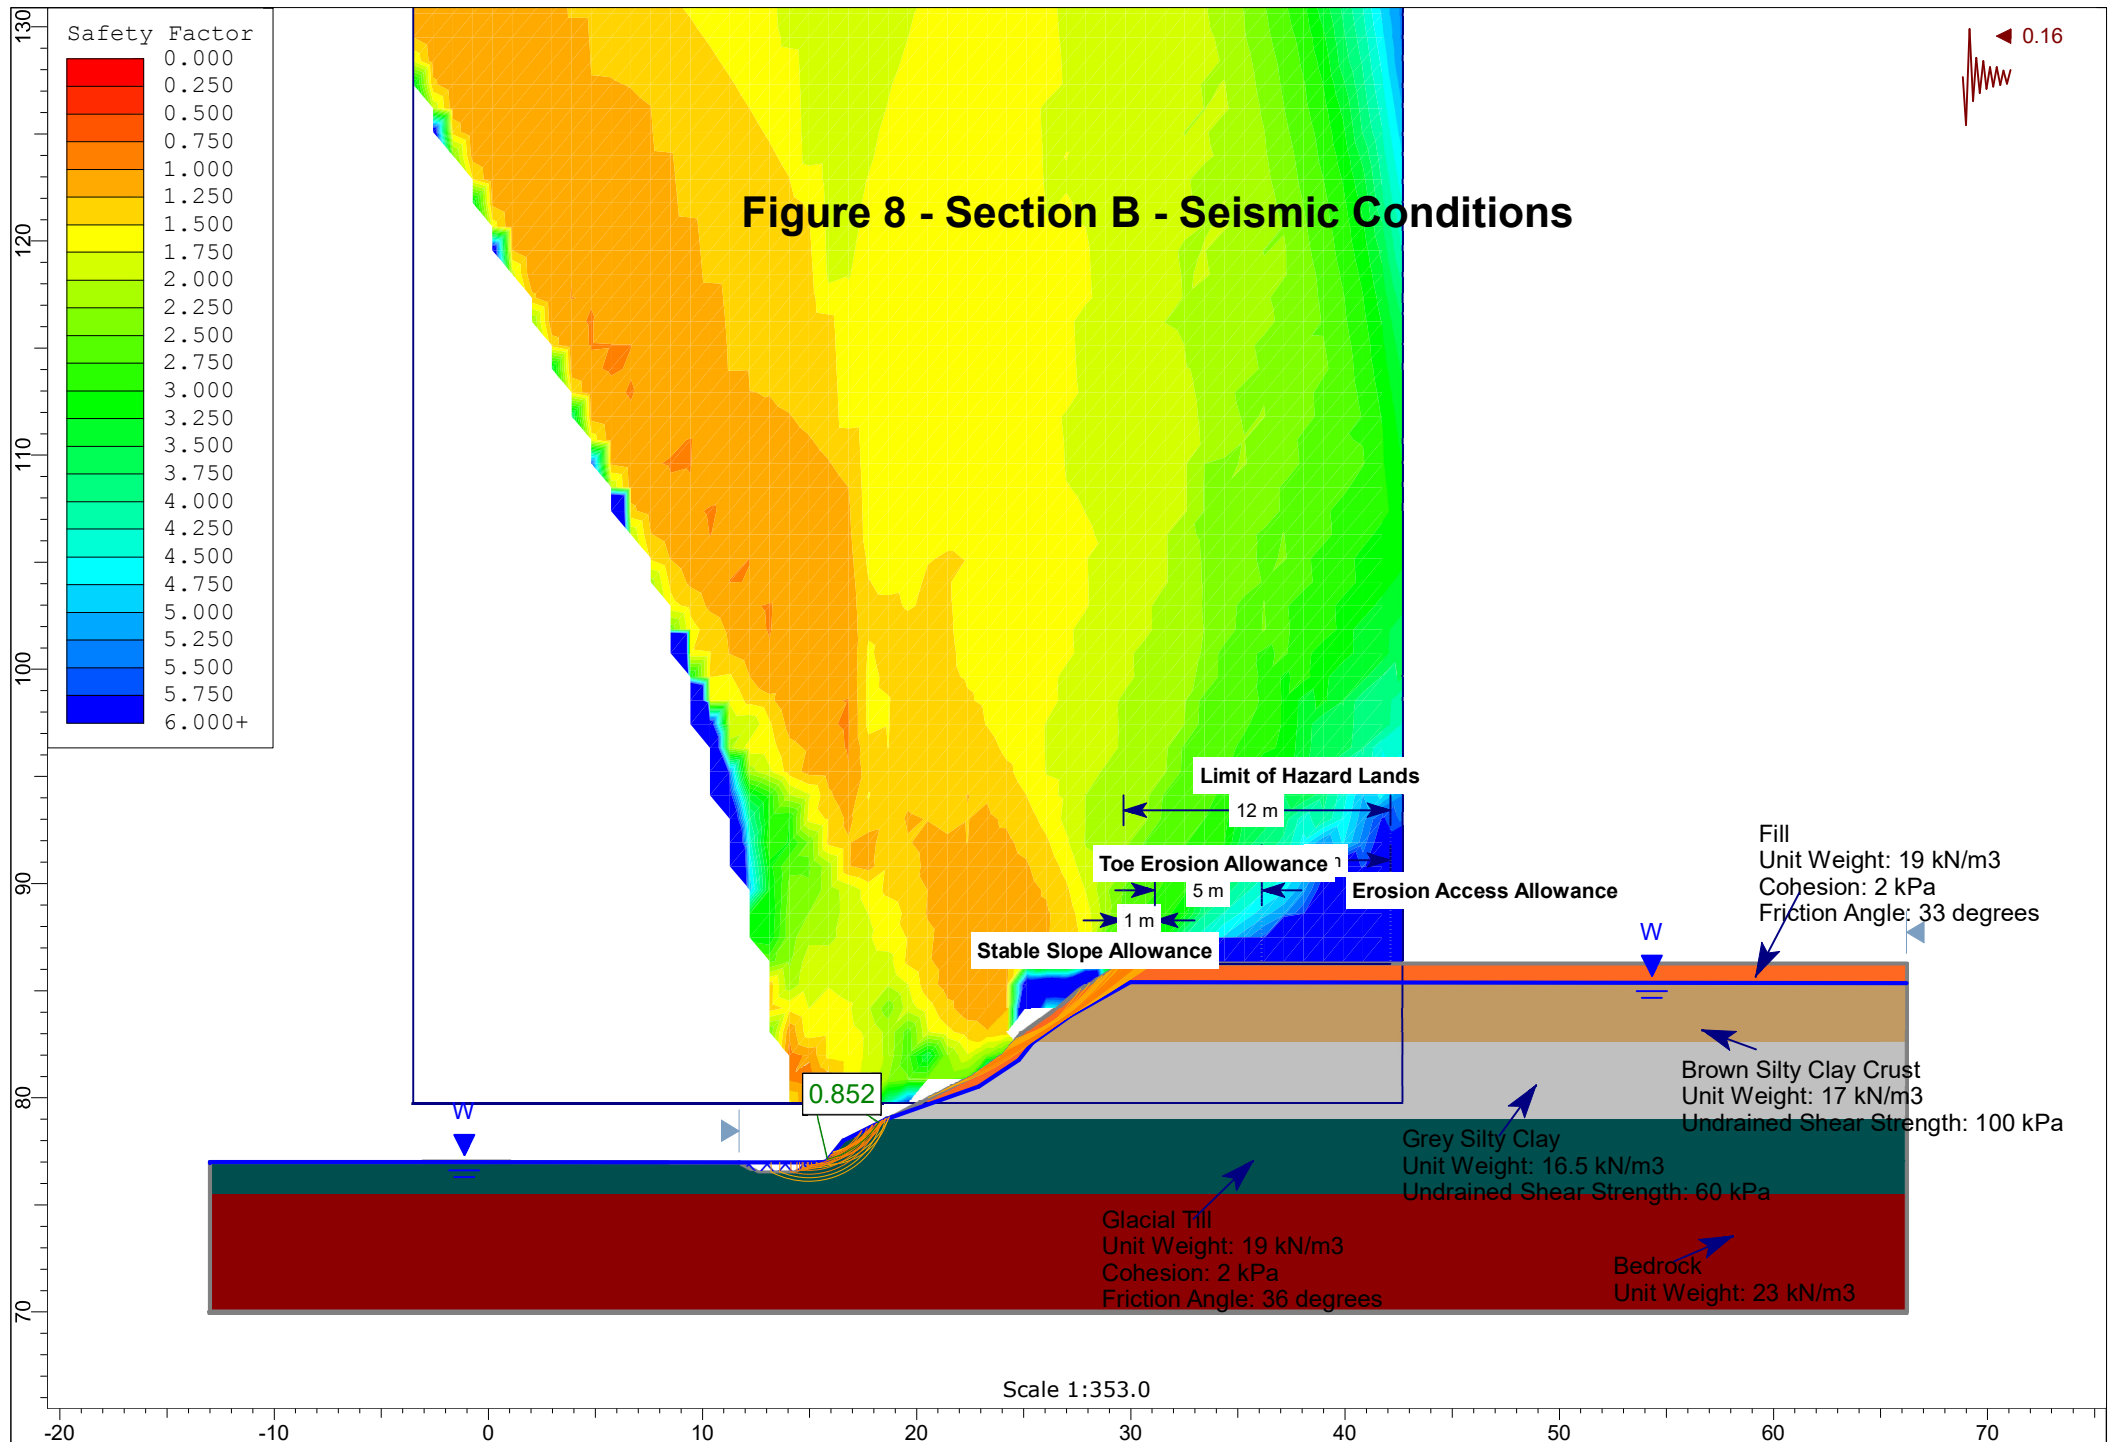 Safety Factor
0.000
0.250
0.500
0.750
1.000
1.250
1.500
1.750
2.000
2.250
2.500
2.750
3.000
3.250
3.500
3.750
4.000
4.250
4.500
4.750
5.000
5.250
5.500
5.750
6.000+
0.16
Figure 8 - Section B - Seismic Conditions
Limit of Hazard Lands
12 m
Toe Erosion Allowance
5 m
Erosion Access Allowance
1 m
Stable Slope Allowance
Fill
Unit Weight: 19 kN/m3
Cohesion: 2 kPa
Friction Angle: 33 degrees
W
0.852
W
Brown Silty Clay Crust
Unit Weight: 17 kN/m3
Undrained Shear Strength: 100 kPa
Grey Silty Clay
Unit Weight: 16.5 kN/m3
Undrained Shear Strength: 60 kPa
Glacial Till
Unit Weight: 19 kN/m3
Cohesion: 2 kPa
Friction Angle: 36 degrees
Bedrock
Unit Weight: 23 kN/m3
Scale 1:353.0
130
120
110
100
90
80
70
-20
-10
0
10
20
30
40
50
60
70